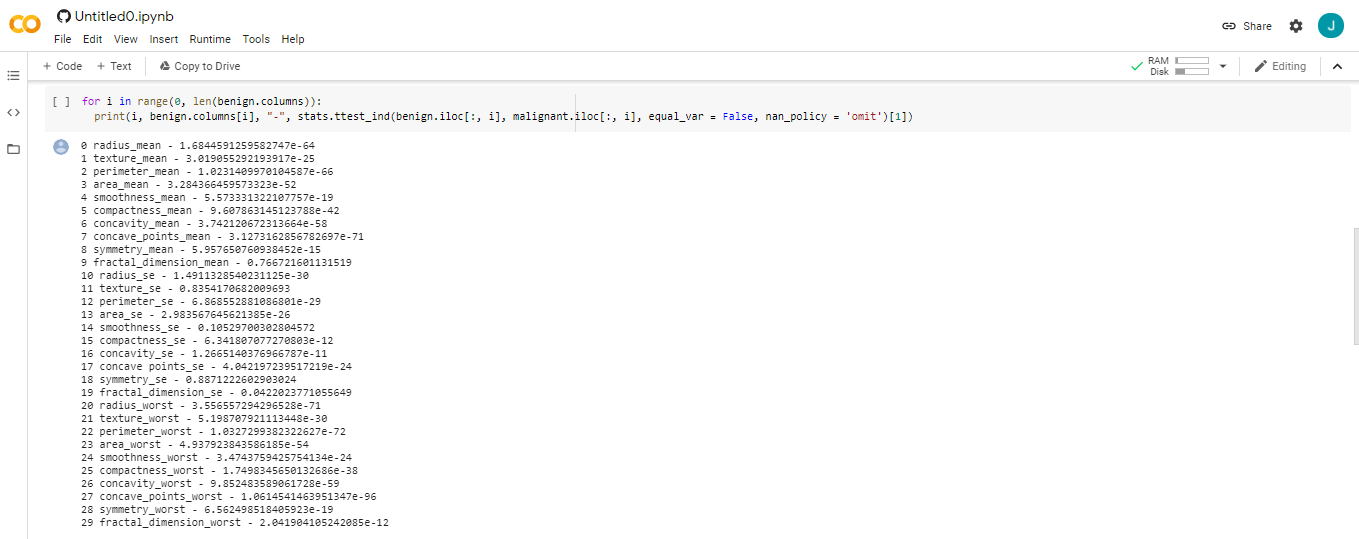 Untitled0.ipynb
File Edit View Insert Runtime Tools Help
Share
J
+ Code + Text Copy to Drive
RAM
Disk
Editing
[ ] for i in range(0, len(benign.columns)):
print(i, benign.columns[i], "-", stats.ttest_ind(benign.iloc[:, i], malignant.iloc[:, i], equal_var = False, nan_policy = 'omit')[1])
0 radius_mean - 1.6844591259582747e-64
1 texture_mean - 3.019055292193917e-25
2 perimeter_mean - 1.0231409970104587e-66
3 area_mean - 3.284366459573323e-52
4 smoothness_mean - 5.573331322107757e-19
5 compactness_mean - 9.607863145123788e-42
6 concavity_mean - 3.742120672313664e-58
7 concave_points_mean - 3.1273162856782697e-71
8 symmetry_mean - 5.957650760938452e-15
9 fractal_dimension_mean - 0.766721601131519
10 radius_se - 1.4911328540231125e-30
11 texture_se - 0.8354170682009693
12 perimeter_se - 6.868552881086801e-29
13 area_se - 2.983567645621385e-26
14 smoothness_se - 0.10529700302804572
15 compactness_se - 6.341807077270803e-12
16 concavity_se - 1.2665140376966787e-11
17 concave points_se - 4.042197239517219e-24
18 symmetry_se - 0.8871222602903024
19 fractal_dimension_se - 0.0422023771055649
20 radius_worst - 3.556557294296528e-71
21 texture_worst - 5.198707921113448e-30
22 perimeter_worst - 1.0327299382322627e-72
23 area_worst - 4.937923843586185e-54
24 smoothness_worst - 3.4743759425754134e-24
25 compactness_worst - 1.7498345650132686e-38
26 concavity_worst - 9.852483589061728e-59
27 concave_points_worst - 1.0614541463951347e-96
28 symmetry_worst - 6.562498518405923e-19
29 fractal_dimension_worst - 2.041904105242085e-12